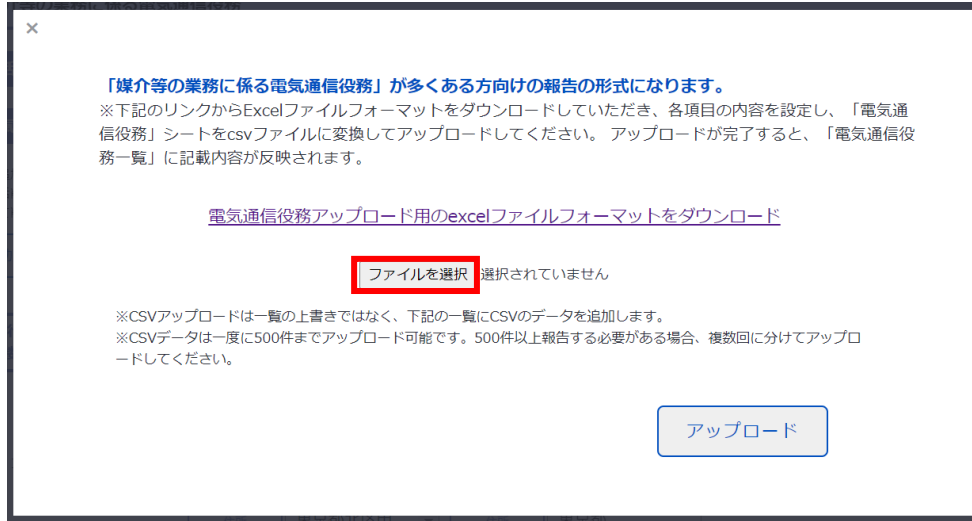 ×
「媒介等の業務に係る電気通信役務」が多くある方向けの報告の形式になります。
※下記のリンクからExcelファイルフォーマットをダウンロードしていただき、各項目の内容を設定し、「電気通
信役務」シートをcsvファイルに変換してアップロードしてください。 アップロードが完了すると、「電気通信役
務一覧」に記載内容が反映されます。
電気通信役務アップロード用のexcelファイルフォーマットをダウンロード
ファイルを選択 選択されていません
※CSVアップロードは一覧の上書きではなく、下記の一覧にCSVのデータを追加します。
※CSVデータは一度に500件までアップロード可能です。500件以上報告する必要がある場合、複数回に分けてアップロ
ードしてください。
アップロード